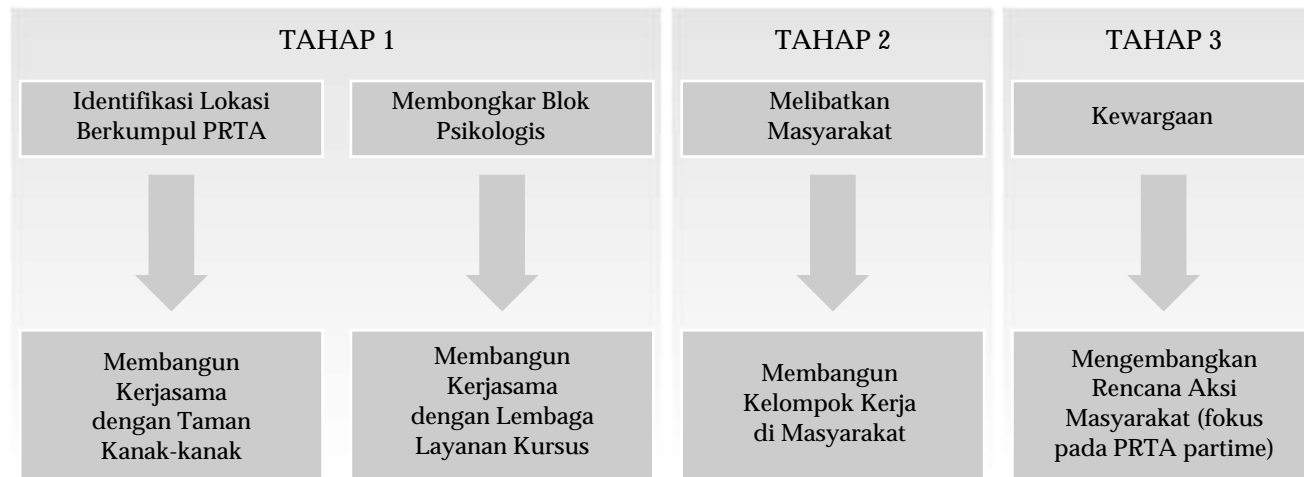 TAHAP 1
Identifikasi Lokasi
Berkumpul PRTA
Membongkar Blok
Psikologis
Membangun
Kerjasama
dengan Taman
Kanak-kanak
Membangun
Kerjasama
dengan Lembaga
Layanan Kursus
TAHAP 2
Melibatkan
Masyarakat
Membangun
Kelompok Kerja
di Masyarakat
TAHAP 3
Kewargaan
Mengembangkan
Rencana Aksi
Masyarakat (fokus
pada PRTA partime)